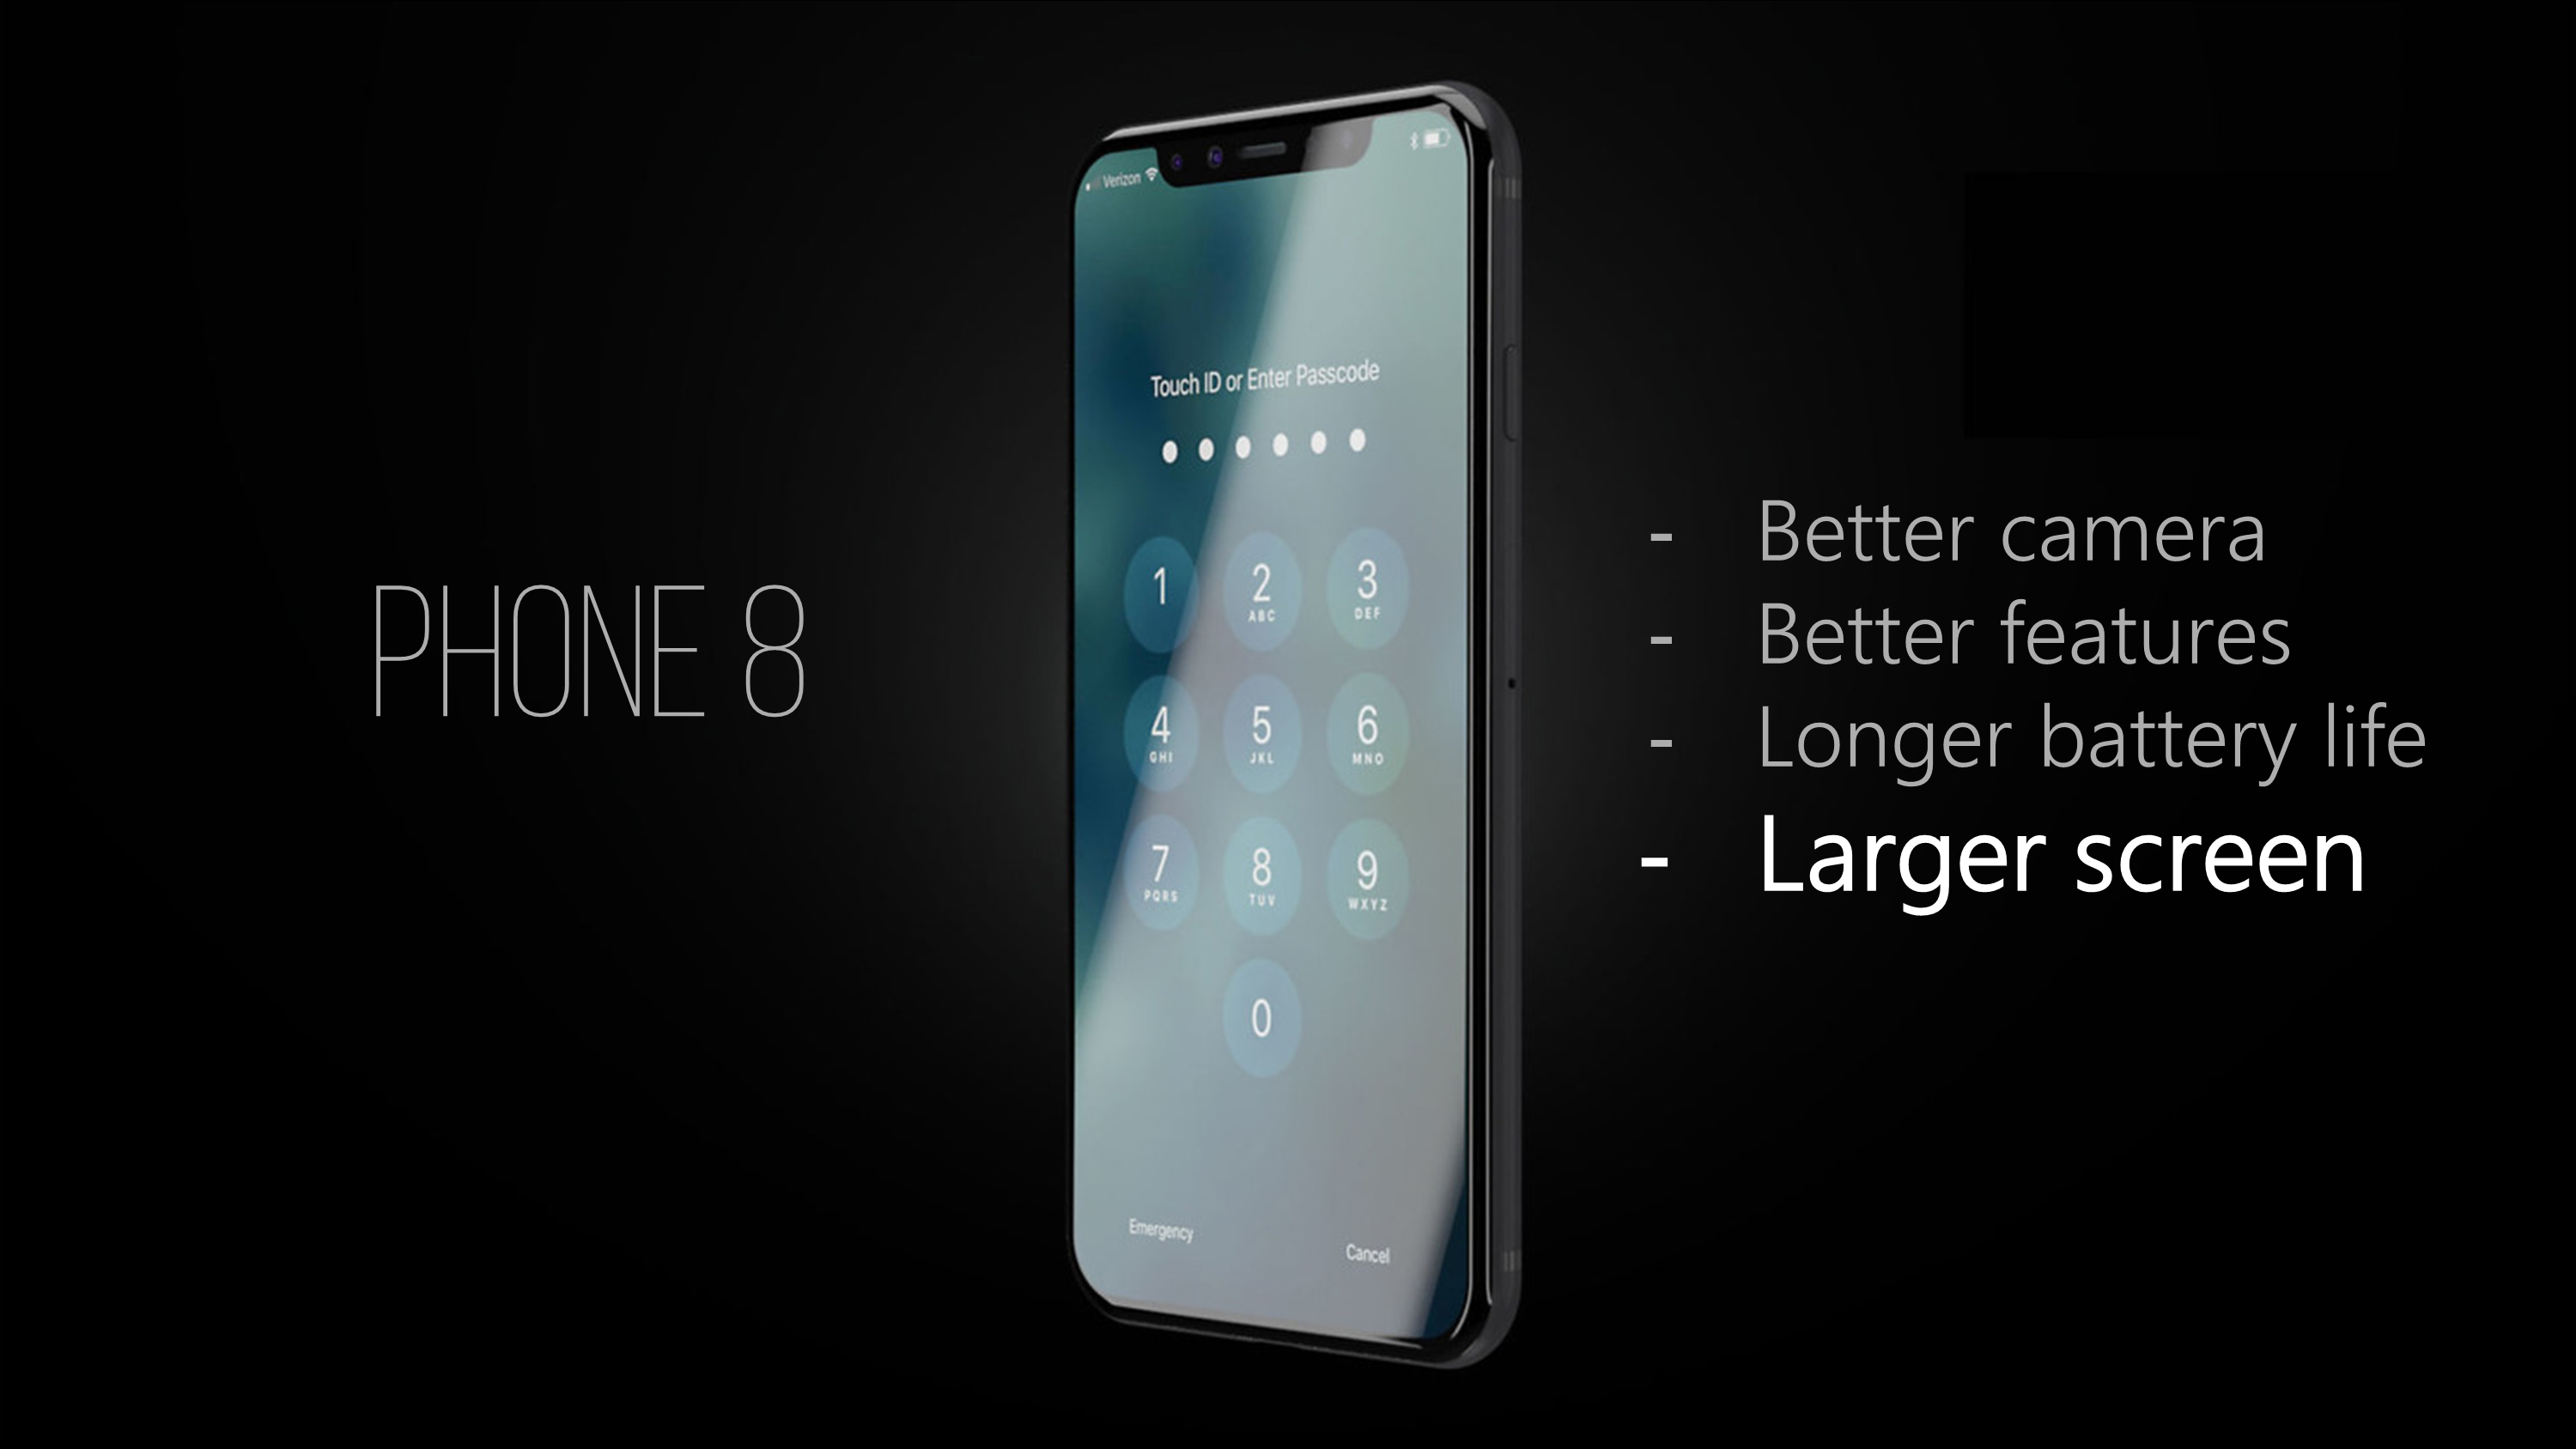 Verizon
Touch ID or Enter Passcode
1
2
3
ABC
DEF
4
5
6
GHI
JKL
MNO
7
8
9
PQRS
TUV
WXYZ
0
Emergency
Cancel
PHONE 8
- Better camera
- Better features
- Longer battery life
- Larger screen